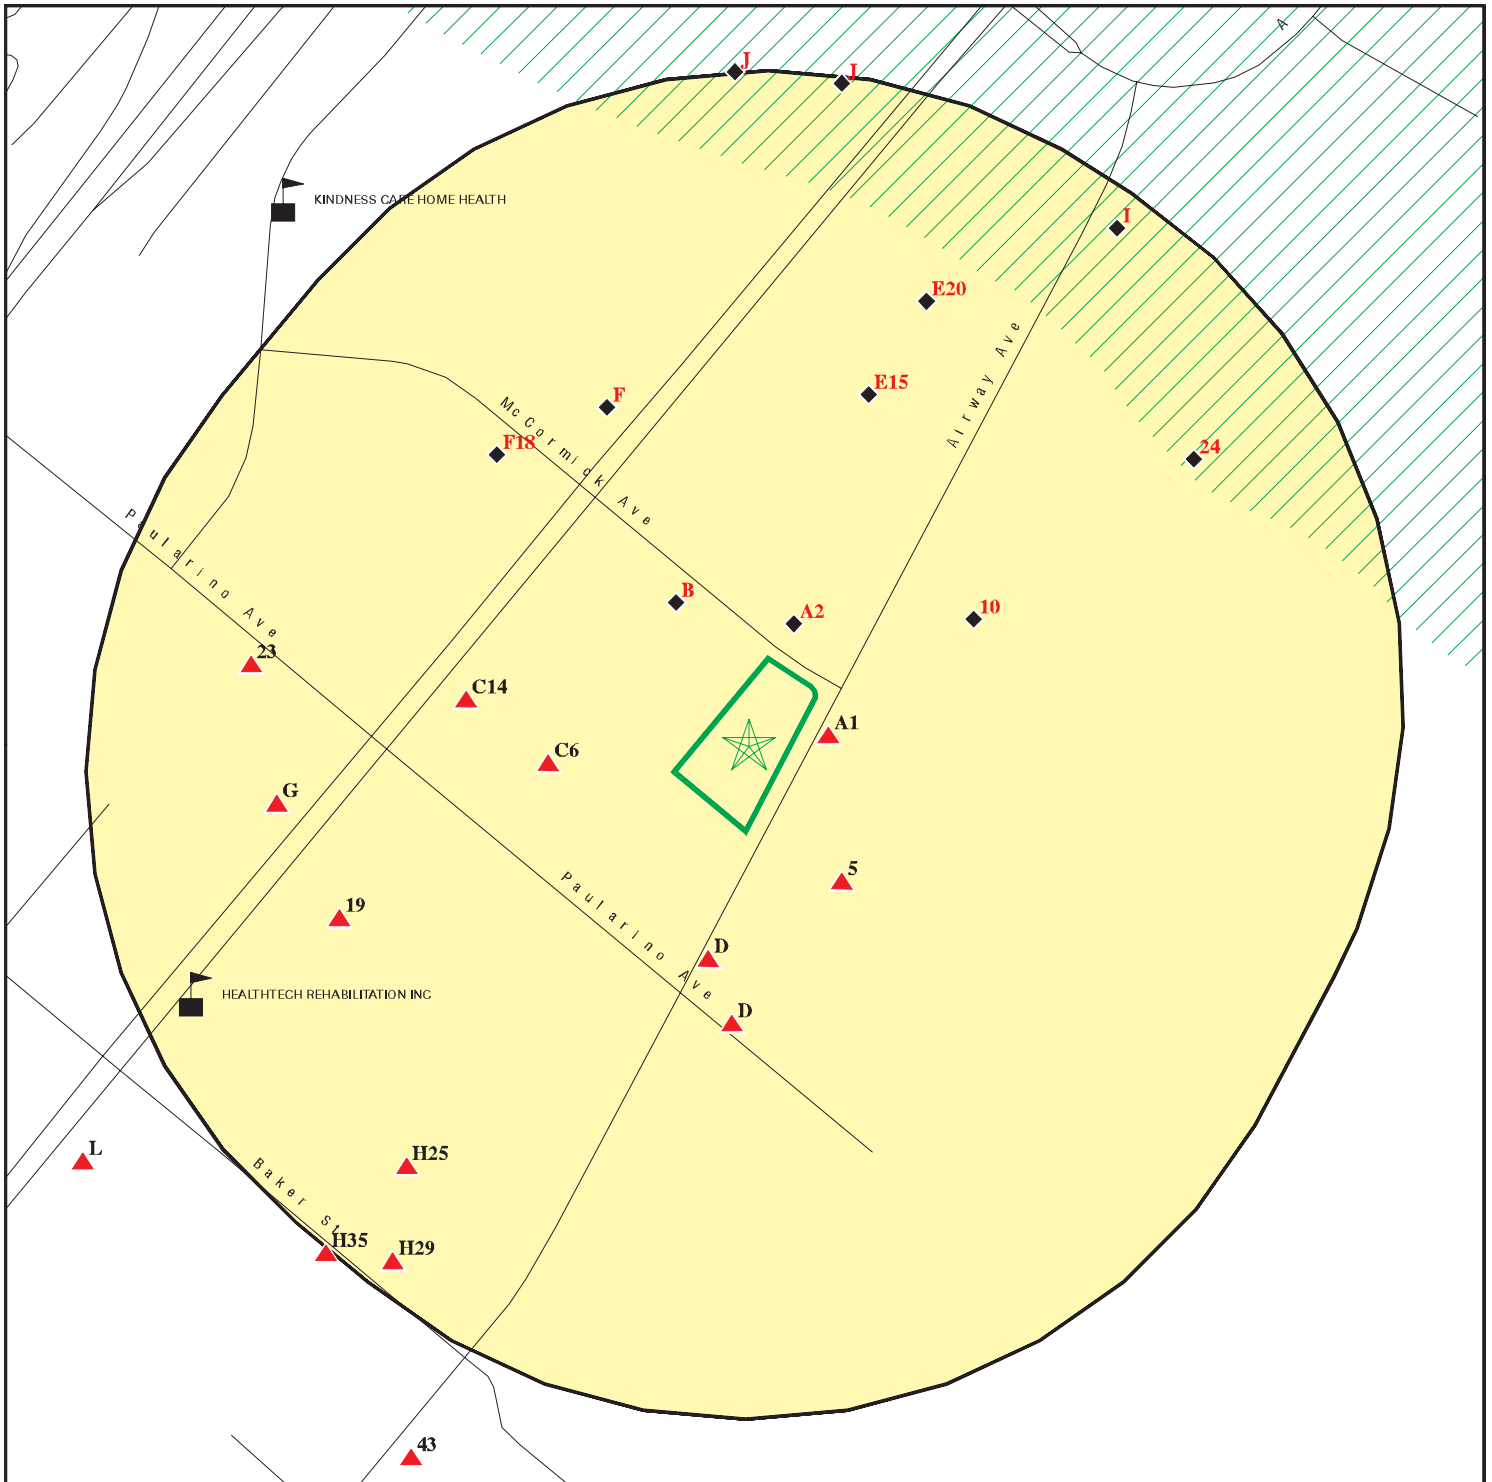 A
J
J
KINDNESS CARE HOME HEALTH
I
E20
Airway Ave
E15
F
McCormick Ave
F18
24
Paularino Ave
B
A2
10
23
C14
A1
C6
G
5
Paularino Ave
19
D
HEALTHTECH REHABILITATION INC
D
L
H25
Baker St
H35
H29
43